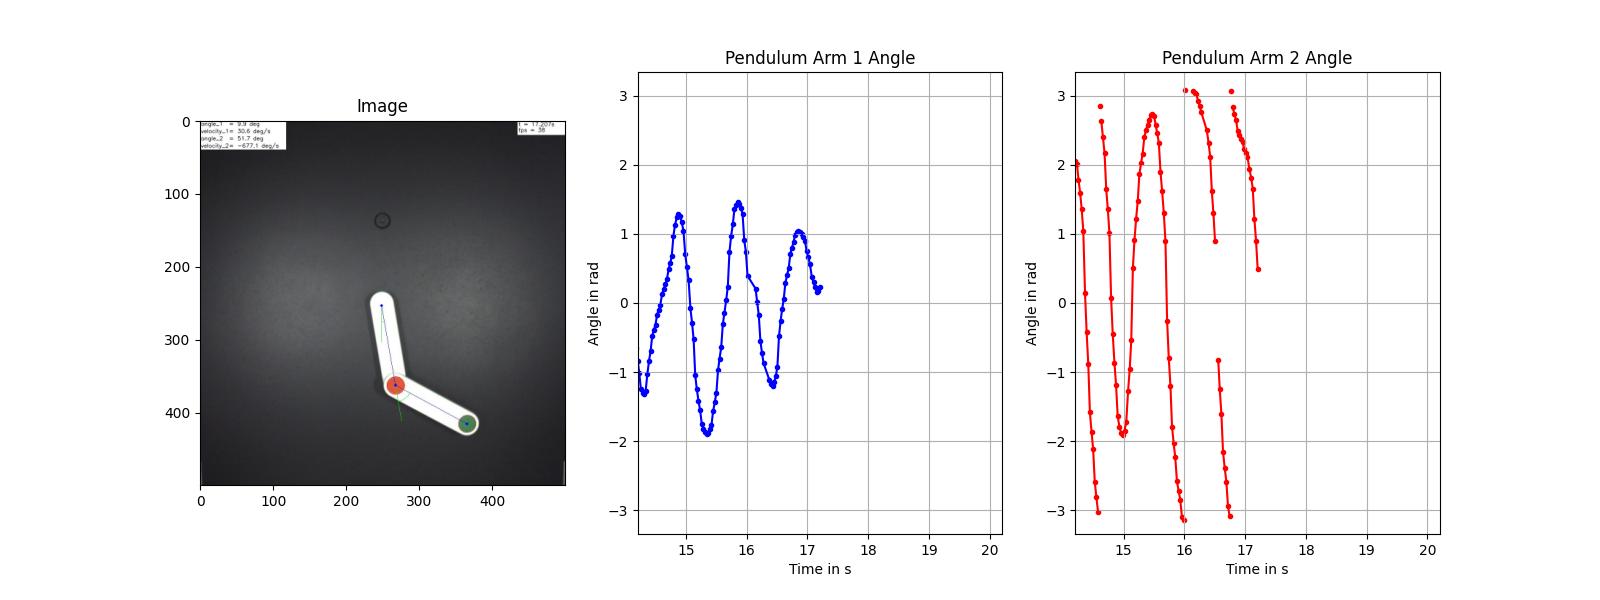 Image
angle_1 = 9.9 deg
velocity_1= 30.6 deg/s
angle_2 = 51.7 deg
velocity_2= -677.1 deg/s
t = 17.207s
fps = 38
0
100
200
300
400
0 100 200 300 400
Pendulum Arm 1 Angle
Angle in rad
3
2
1
0
−1
−2
−3
15 16 17 18 19 20
Time in s
Pendulum Arm 2 Angle
Angle in rad
3
2
1
0
−1
−2
−3
15 16 17 18 19 20
Time in s